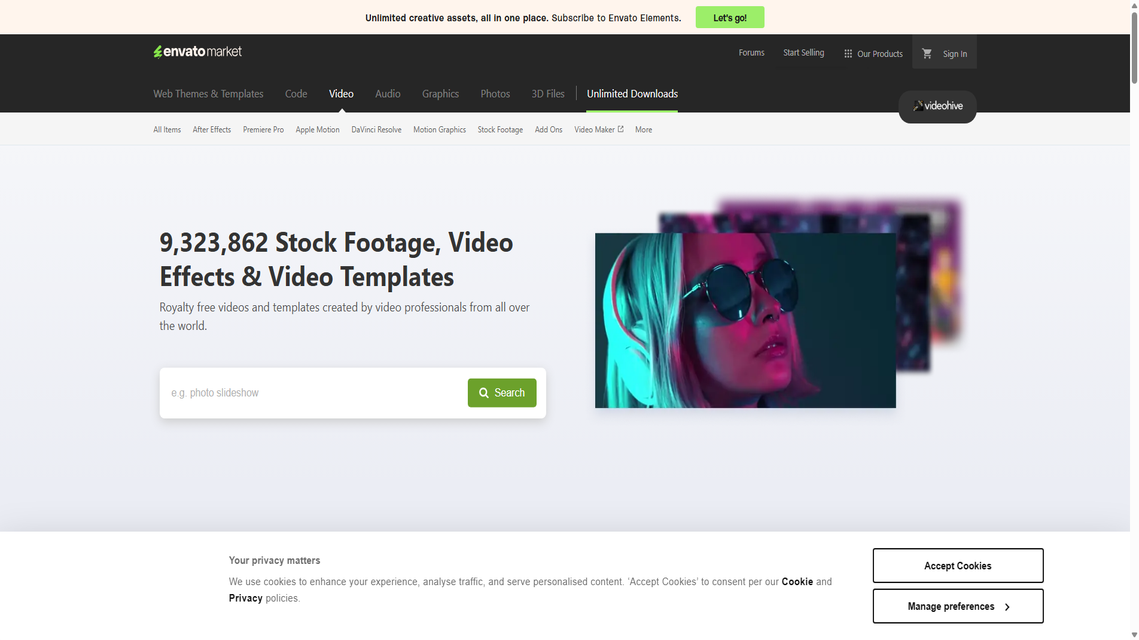 Unlimited creative assets, all in one place. Subscribe to Envato Elements. Let's go!
envato market
Forums Start Selling Our Products Sign In
Web Themes & Templates Code Video Audio Graphics Photos 3D Files Unlimited Downloads
videohive
All Items After Effects Premiere Pro Apple Motion DaVinci Resolve Motion Graphics Stock Footage Add Ons Video Maker More
9,323,862 Stock Footage, Video
Effects & Video Templates
Royalty free videos and templates created by video professionals from all over
the world.
e.g. photo slideshow Search
Your privacy matters
We use cookies to enhance your experience, analyse traffic, and serve personalised content. 'Accept Cookies' to consent per our Cookie and
Privacy policies.
Accept Cookies
Manage preferences